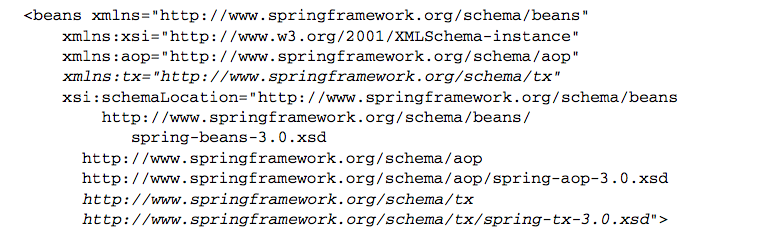 <beans xmlns="http://www.springframework.org/schema/beans"
xmlns:xsi="http://www.w3.org/2001/XMLSchema-instance"
xmlns:aop="http://www.springframework.org/schema/aop"
xmlns:tx="http://www.springframework.org/schema/tx"
xsi:schemaLocation="http://www.springframework.org/schema/beans
http://www.springframework.org/schema/beans/
spring-beans-3.0.xsd
http://www.springframework.org/schema/aop
http://www.springframework.org/schema/aop/spring-aop-3.0.xsd
http://www.springframework.org/schema/tx
http://www.springframework.org/schema/tx/spring-tx-3.0.xsd">